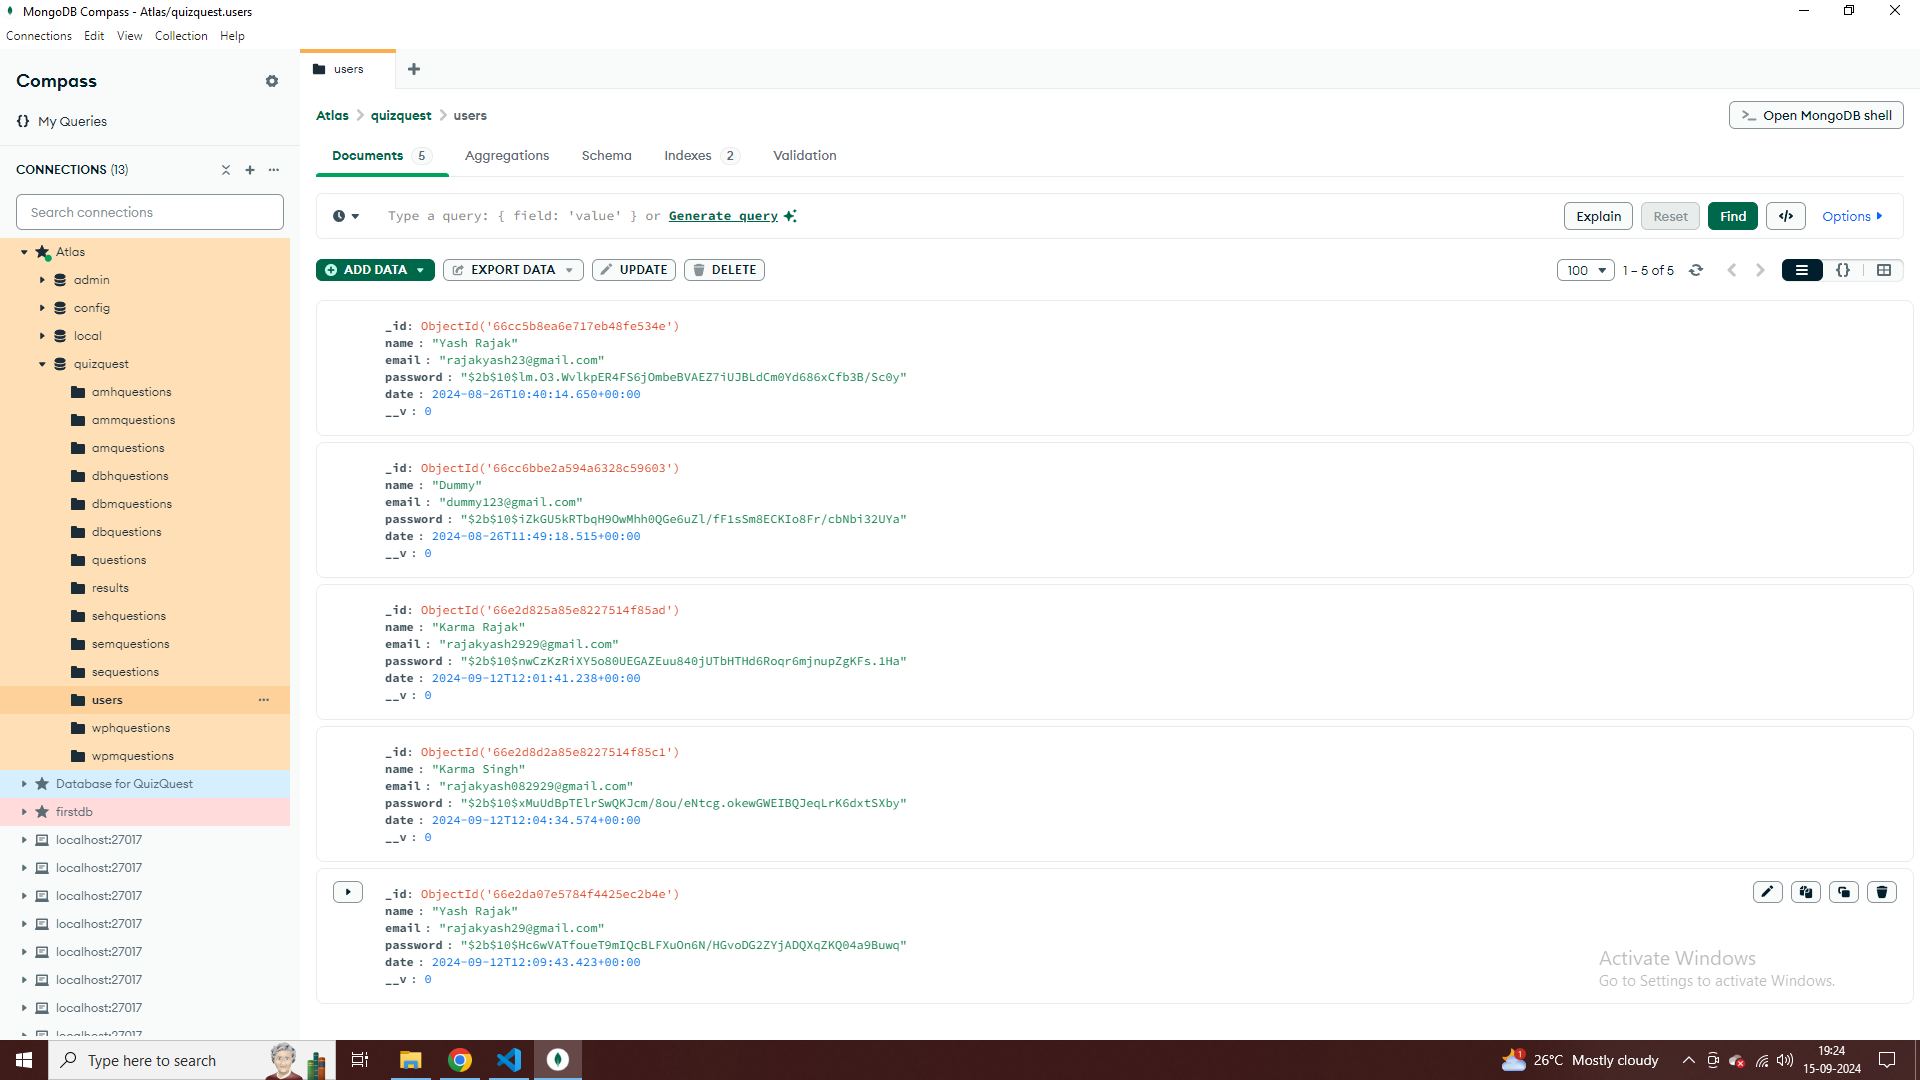 MongoDB Compass - Atlas/quizquest.users
Connections Edit View Collection Help
Compass
{} My Queries
CONNECTIONS (13)
Search connections
Atlas
admin
config
local
quizquest
amhquestions
ammquestions
amquestions
dbhquestions
dbmquestions
dbquestions
questions
results
sehquestions
semquestions
sequestions
users
wphquestions
wpmquestions
Database for QuizQuest
firstdb
localhost:27017
localhost:27017
localhost:27017
localhost:27017
localhost:27017
localhost:27017
localhost:27017
localhost:27017
users
Atlas > quizquest > users
>_ Open MongoDB shell
Documents 5 Aggregations Schema Indexes 2 Validation
Type a query: { field: 'value' } or Generate query
Explain Reset Find </> Options
ADD DATA EXPORT DATA UPDATE DELETE
100 1 – 5 of 5 {}
_id: ObjectId('66cc5b8ea6e717eb48fe534e')
name : "Yash Rajak"
email : "rajakyash23@gmail.com"
password : "$2b$10$lm.O3.WvlkpER4FS6jOmbeBVAEZ7iUJBLdCm0Yd686xCfb3B/Sc0y"
date : 2024-08-26T10:40:14.650+00:00
__v : 0
_id: ObjectId('66cc6bbe2a594a6328c59603')
name : "Dummy"
email : "dummy123@gmail.com"
password : "$2b$10$iZkGU5kRTbqH9OwMhh0QGe6uZl/fF1sSm8ECKIo8Fr/cbNbi32UYa"
date : 2024-08-26T11:49:18.515+00:00
__v : 0
_id: ObjectId('66e2d825a85e8227514f85ad')
name : "Karma Rajak"
email : "rajakyash2929@gmail.com"
password : "$2b$10$nwCzKzRiXY5o80UEGAZEuu840jUTbHTHd6Roqr6mjnupZgKFs.1Ha"
date : 2024-09-12T12:01:41.238+00:00
__v : 0
_id: ObjectId('66e2d8d2a85e8227514f85c1')
name : "Karma Singh"
email : "rajakyash082929@gmail.com"
password : "$2b$10$xMuUdBpTElrSwQKJcm/8ou/eNtcg.okewGWEIBQJeqLrK6dxtSXby"
date : 2024-09-12T12:04:34.574+00:00
__v : 0
_id: ObjectId('66e2da07e5784f4425ec2b4e')
name : "Yash Rajak"
email : "rajakyash29@gmail.com"
password : "$2b$10$Hc6wVATfoueT9mIQcBLFXuOn6N/HGvoDG2ZYjADQXqZKQ04a9Buwq"
date : 2024-09-12T12:09:43.423+00:00
__v : 0
Activate Windows
Go to Settings to activate Windows.
Type here to search
1
26°C Mostly cloudy
19:24
15-09-2024